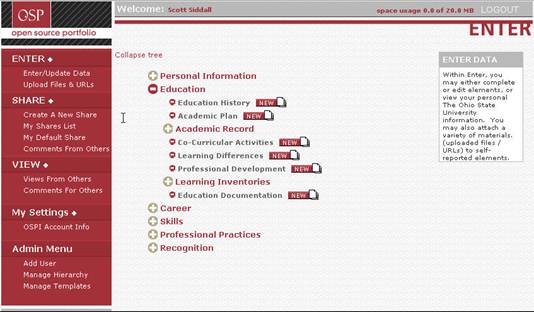 OSP
open source portfolio
Welcome: Scott Siddall
space usage 0.0 of 20.0 MB LOGOUT
ENTER
ENTER
Enter/Update Data
Upload Files & URLs
SHARE
Create A New Share
My Shares List
My Default Share
Comments From Others
VIEW
Views From Others
Comments For Others
My Settings
OSPI Account Info
Admin Menu
Add User
Manage Hierarchy
Manage Templates
Collapse tree
Personal Information
Education
Education History NEW
Academic Plan NEW
Academic Record
Co-Curricular Activities NEW
Learning Differences NEW
Professional Development NEW
Learning Inventories
Education Documentation NEW
Career
Skills
Professional Practices
Recognition
ENTER DATA
Within Enter, you may either
complete or edit elements, or
view your personal
The Ohio State
University
information. You
may also attach a
variety of materials.
(uploaded files /
URLs) to self-
reported elements.